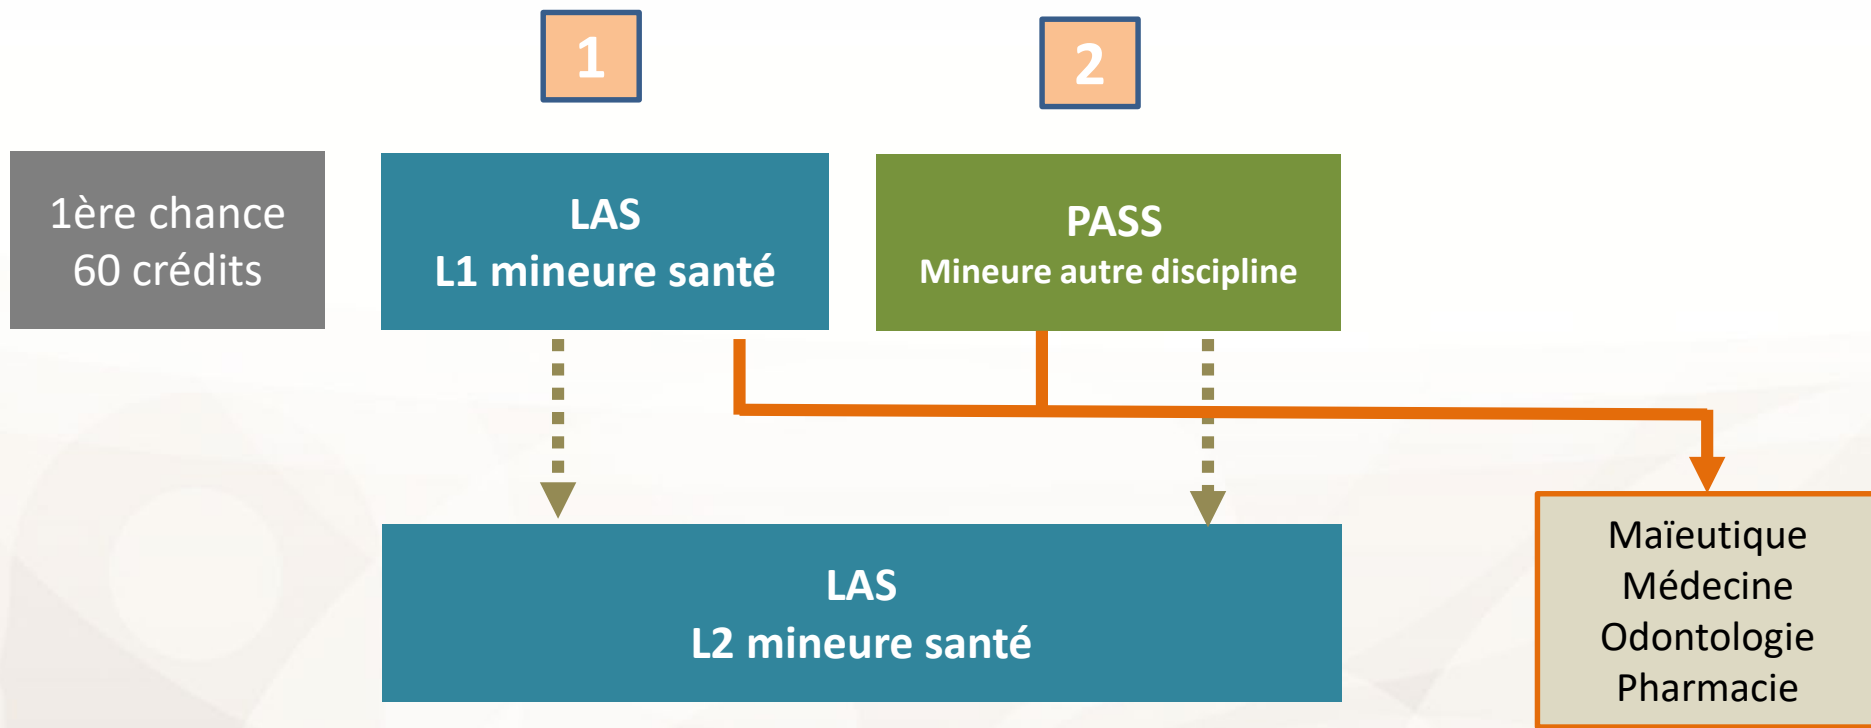 1
2
1ère chance
60 crédits
LAS
L1 mineure santé
PASS
Mineure autre discipline
LAS
L2 mineure santé
Maïeutique
Médecine
Odontologie
Pharmacie